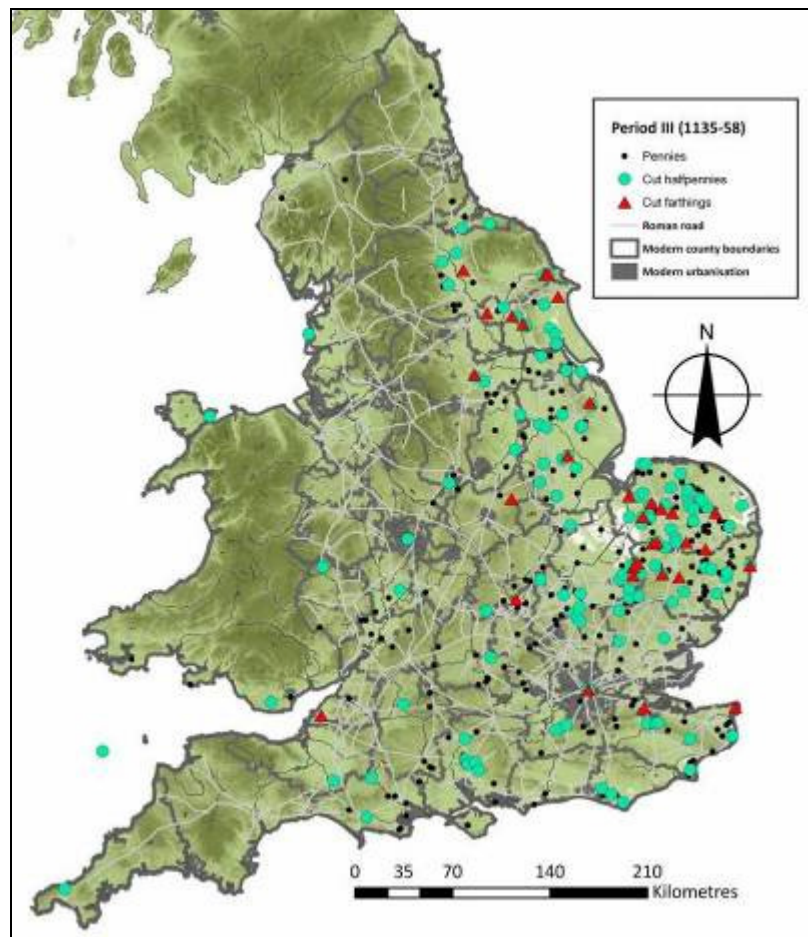 Period III (1135-58)
Pennies
Cut halfpennies
Cut farthings
Roman road
Modern county boundaries
Modern urbanisation
N
0 35 70 140 210
Kilometres